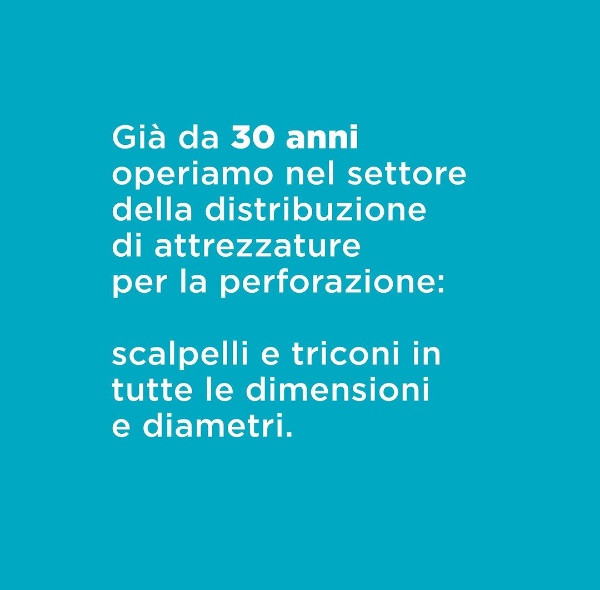 Già da 30 anni
operiamo nel settore
della distribuzione
di attrezzature
per la perforazione:
scalpelli e triconi in
tutte le dimensioni
e diametri.